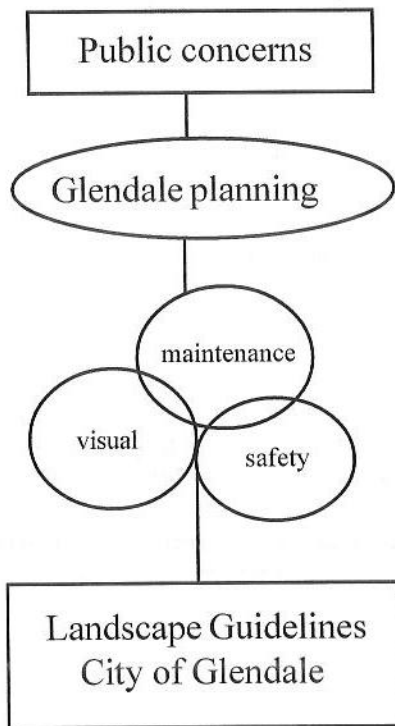 Public concerns
Glendale planning
maintenance
visual
safety
Landscape Guidelines
City of Glendale